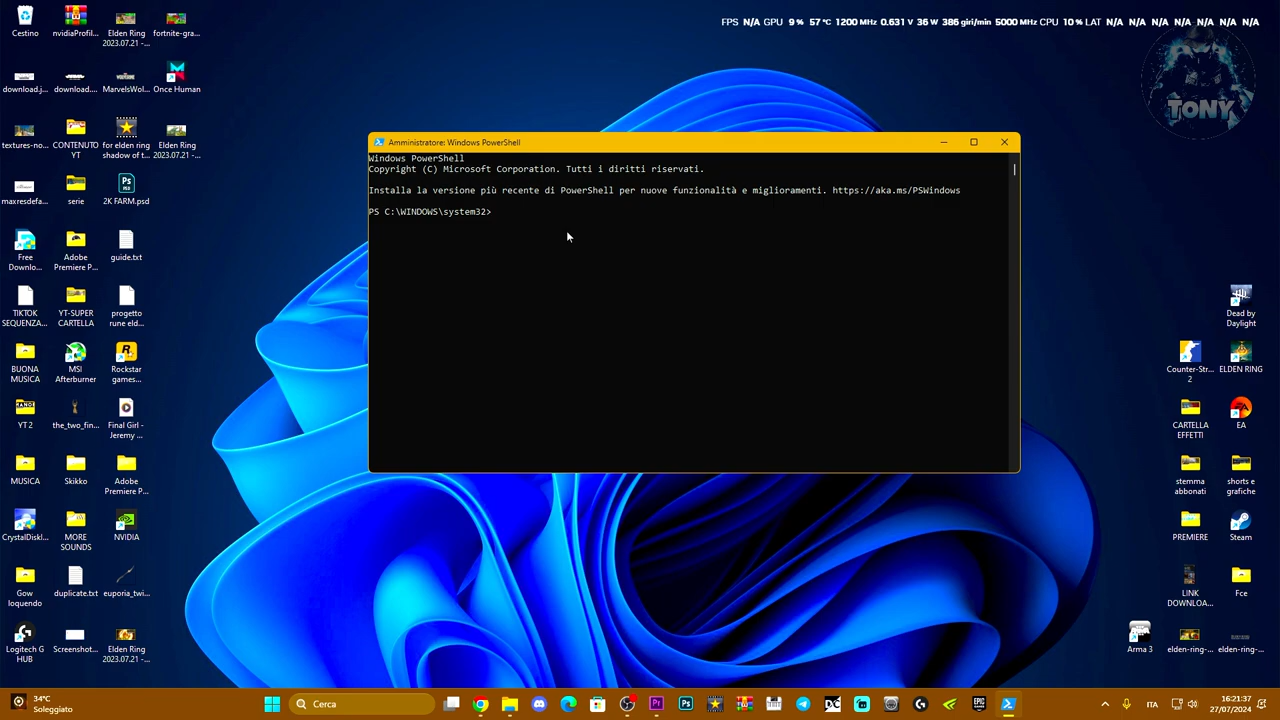 FPS N/A GPU 9 % 57 °C 1200 MHz 0.631 V 36 W 386 giri/min 5000 MHz CPU 10 % LAT N/A N/A N/A N/A N/A N/A N/A
TONY
Cestino
nvidiaProfil...
Elden Ring
2023.07.21 -...
fortnite-gra...
download.j...
download....
MarvelsWol...
Once Human
textures-no...
CONTENUTO
YT
for elden ring
shadow of t...
Elden Ring
2023.07.21 -...
maxresdefa...
serie
2K FARM.psd
Free
Downlo...
Adobe
Premiere P...
guide.txt
TIKTOK
SEQUENZA...
YT-SUPER
CARTELLA
progetto
rune eld...
BUONA
MUSICA
MSI
Afterburner
Rockstar
games...
YT 2
the_two_fin...
Final Girl -
Jeremy ...
MUSICA
Skikko
Adobe
Premiere P...
CrystalDiskI...
MORE
SOUNDS
NVIDIA
Gow
loquendo
duplicate.txt
euporia_twi...
Logitech G
HUB
Screenshot...
Elden Ring
2023.07.21 -...
Amministratore: Windows PowerShell
Windows PowerShell
Copyright (C) Microsoft Corporation. Tutti i diritti riservati.
Installa la versione più recente di PowerShell per nuove funzionalità e miglioramenti. https://aka.ms/PSWindows
PS C:\WINDOWS\system32>
Dead by
Daylight
Counter-Str...
2
ELDEN RING
CARTELLA
EFFETTI
EA
stemma
abbonati
shorts e
grafiche
PREMIERE
Steam
LINK
DOWNLOA...
Fce
Arma 3
elden-ring-...
elden-ring-...
34°C
Soleggiato
Cerca
ITA
16:21:37
27/07/2024